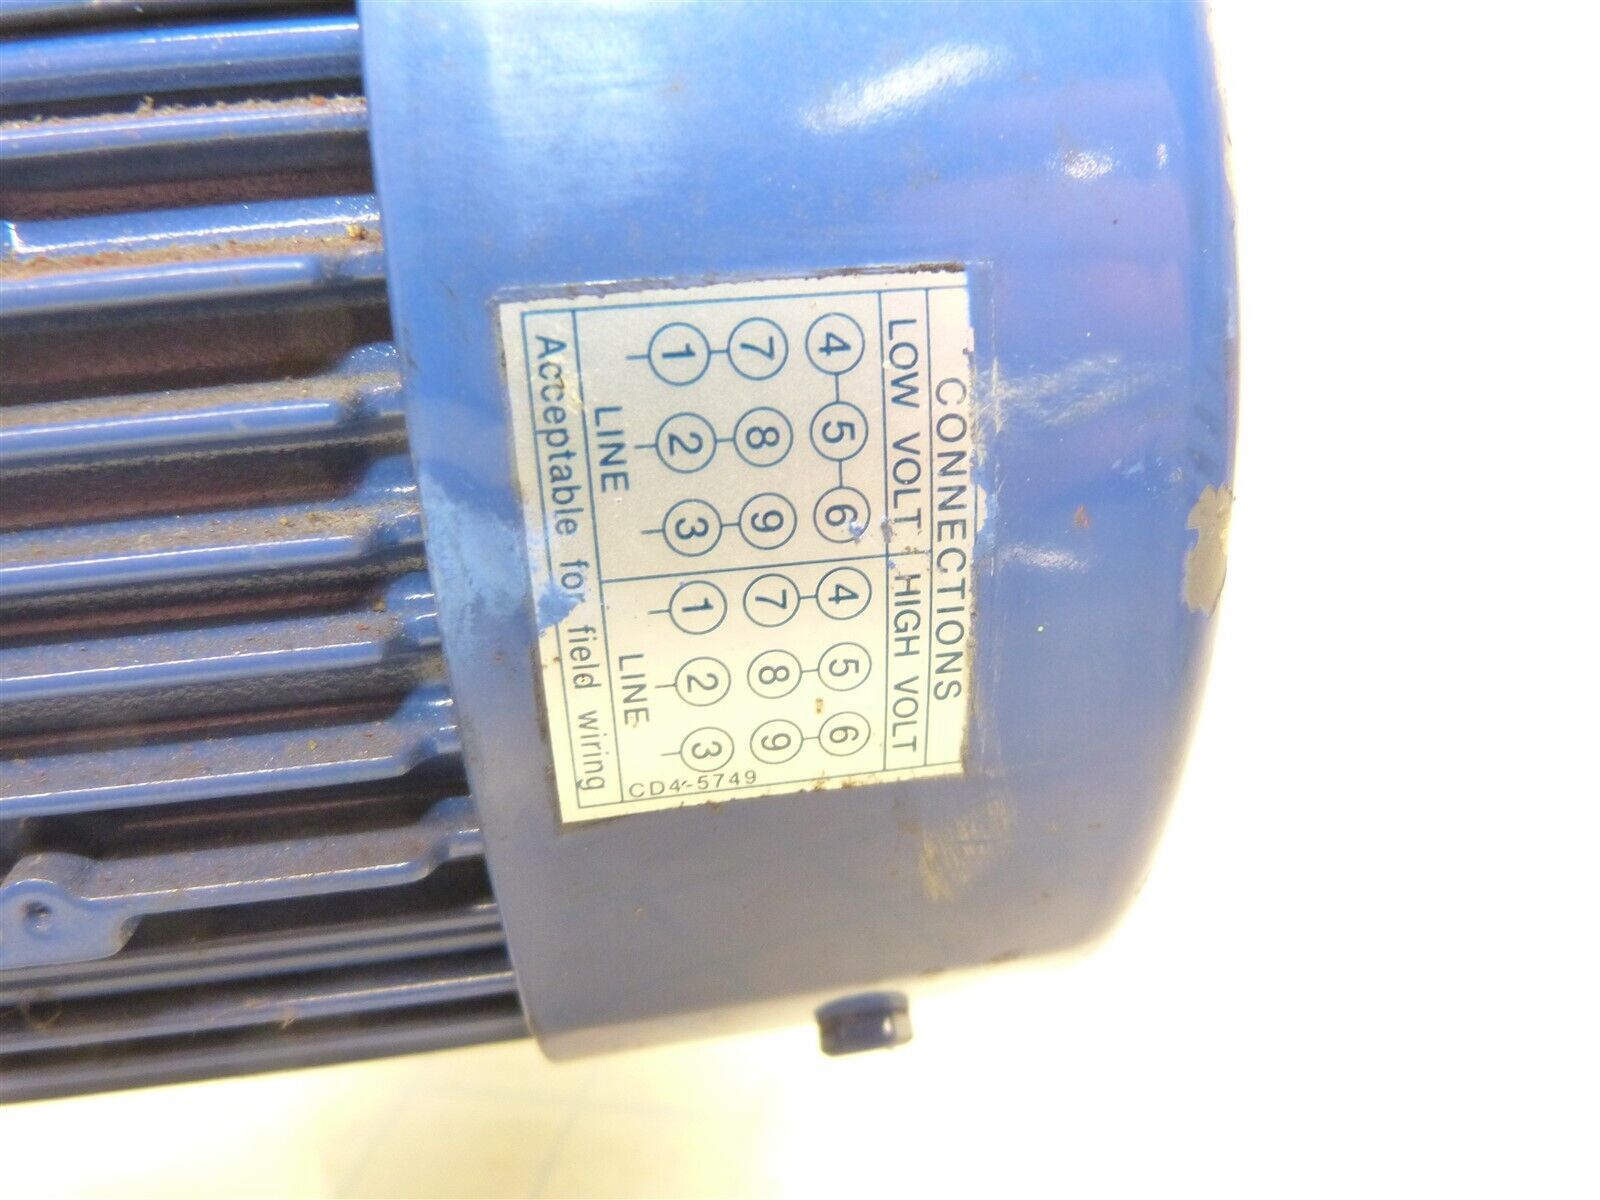 CONNECTIONS
LOW VOLT HIGH VOLT
4 5 6 4 5 6
7 8 9 7 8 9
1 2 3 1 2 3
LINE LINE
CD4-5749
Acceptable for field wiring